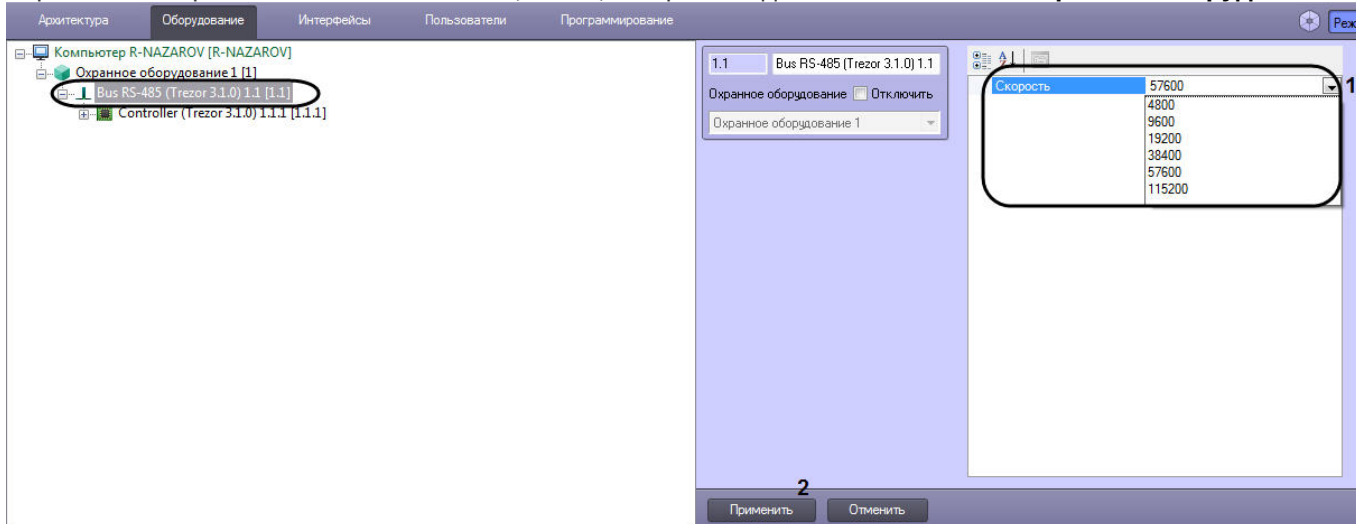 Архитектура Оборудование Интерфейсы Пользователи Программирование Реж
Компьютер R-NAZAROV [R-NAZAROV]
Охранное оборудование 1 [1]
Bus RS-485 (Trezor 3.1.0) 1.1 [1.1]
Controller (Trezor 3.1.0) 1.1.1 [1.1.1]
1.1 Bus RS-485 (Trezor 3.1.0) 1.1
Охранное оборудование Отключить
Охранное оборудование 1
Скорость 57600 1
4800
9600
19200
38400
57600
115200
2
Применить Отменить